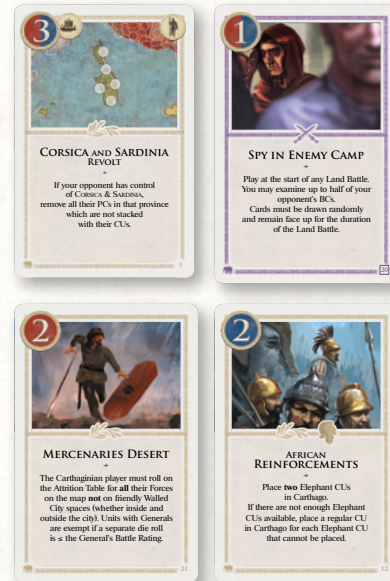 3
CORSICA AND SARDINIA
REVOLT
If your opponent has control
of CORSICA & SARDINIA,
remove all their PCs in that province
which are not stacked
with their CUs.
1
SPY IN ENEMY CAMP
Play at the start of any Land Battle.
You may examine up to half of your
opponent's BCs.
Cards must be drawn randomly
and remain face up for the duration
of the Land Battle.
20
2
MERCENARIES DESERT
The Carthaginian player must roll on
the Attrition Table for all their Forces
on the map not on friendly Walled
City spaces (whether inside and
outside the city). Units with Generals
are exempt if a separate die roll
is ≤ the General's Battle Rating.
21
2
AFRICAN
REINFORCEMENTS
Place two Elephant CUs
in Carthago.
If there are not enough Elephant
CUs available, place a regular CU
in Carthago for each Elephant CU
that cannot be placed.
12